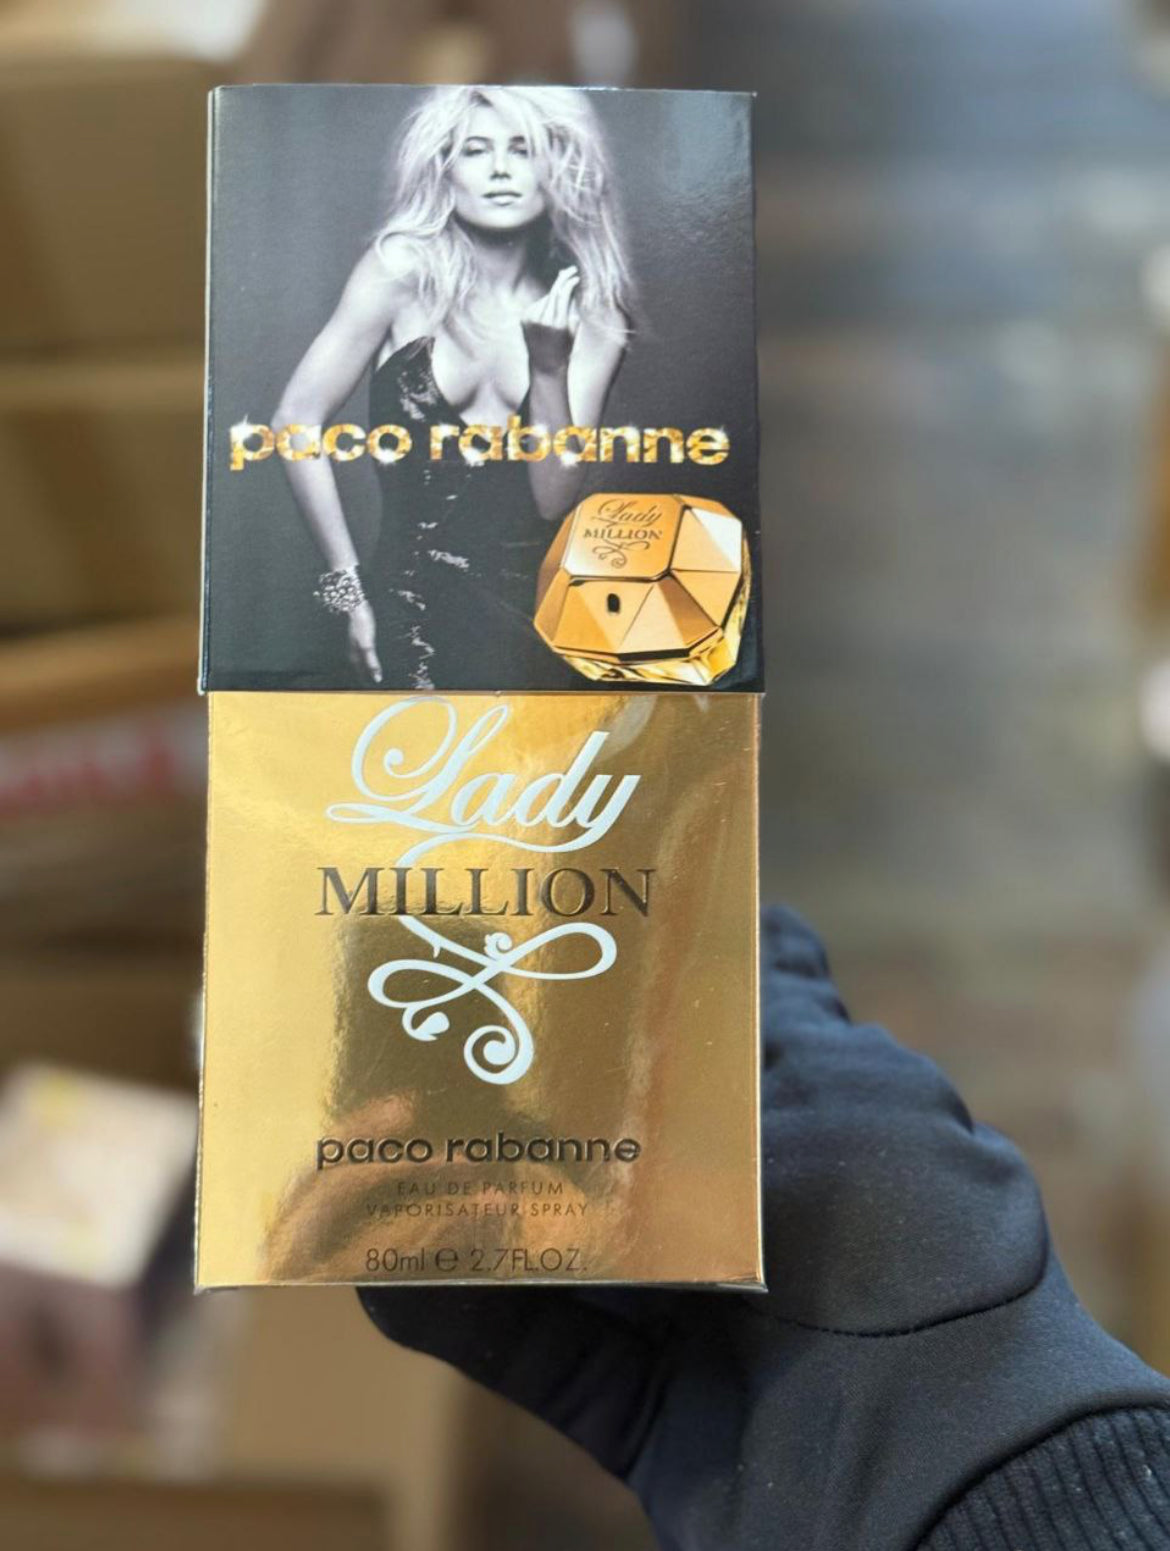 paco rabanne
Lady
MILLION
Lady
MILLION
paco rabanne
EAU DE PARFUM
VAPORISATEUR SPRAY
80ml ℮ 2.7FL.OZ.